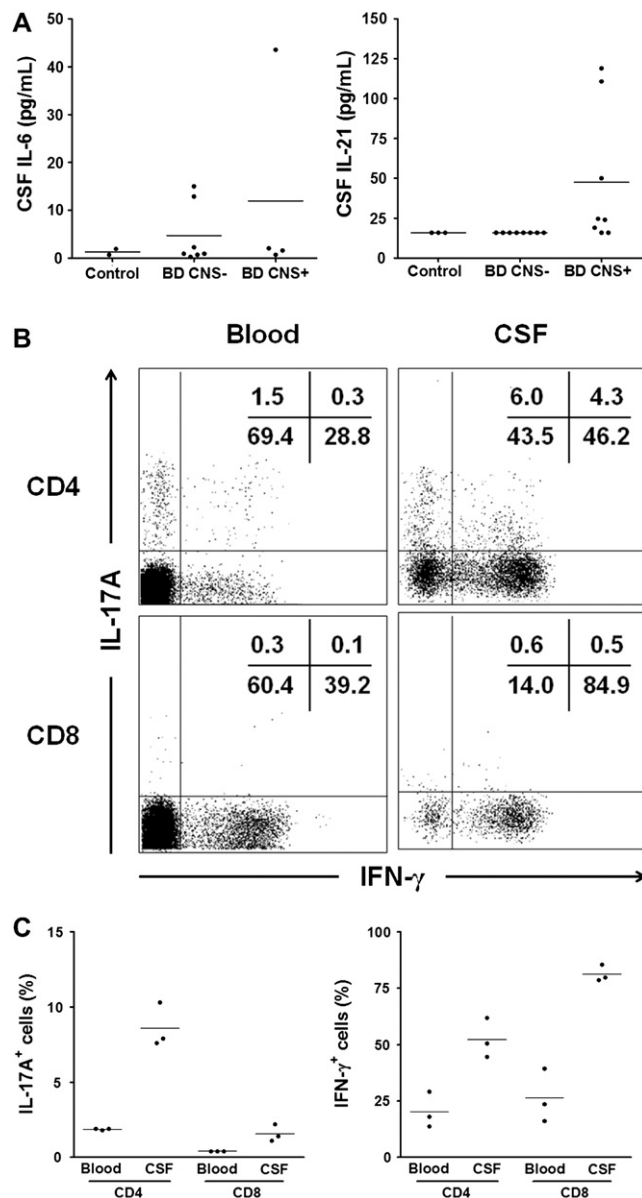 A
CSF IL-6 (pg/mL)
50
40
30
20
10
0
Control BD CNS- BD CNS+
CSF IL-21 (pg/mL)
150
125
100
75
50
25
0
Control BD CNS- BD CNS+
B
Blood CSF
CD4
CD8
IL-17A
1.5 0.3
69.4 28.8
6.0 4.3
43.5 46.2
0.3 0.1
60.4 39.2
0.6 0.5
14.0 84.9
IFN-γ
C
IL-17A+ cells (%)
15
10
5
0
Blood CSF Blood CSF
CD4 CD8
IFN-γ+ cells (%)
100
75
50
25
0
Blood CSF Blood CSF
CD4 CD8